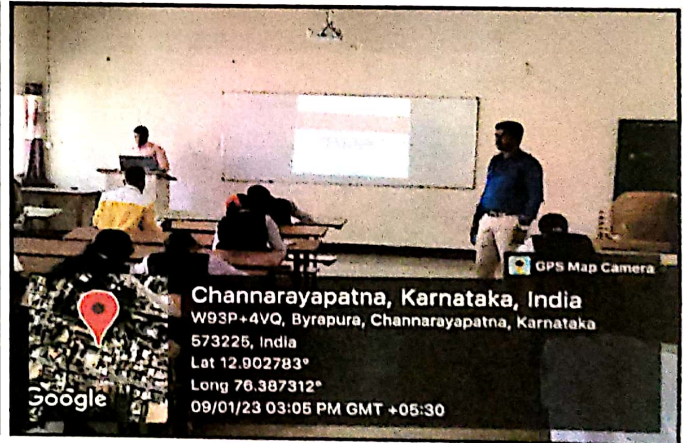 GPS Map Camera
Channarayapatna, Karnataka, India
W93P+4VQ, Byrapura, Channarayapatna, Karnataka
573225, India
Lat 12.902783°
Long 76.387312°
09/01/23 03:05 PM GMT +05:30
Google